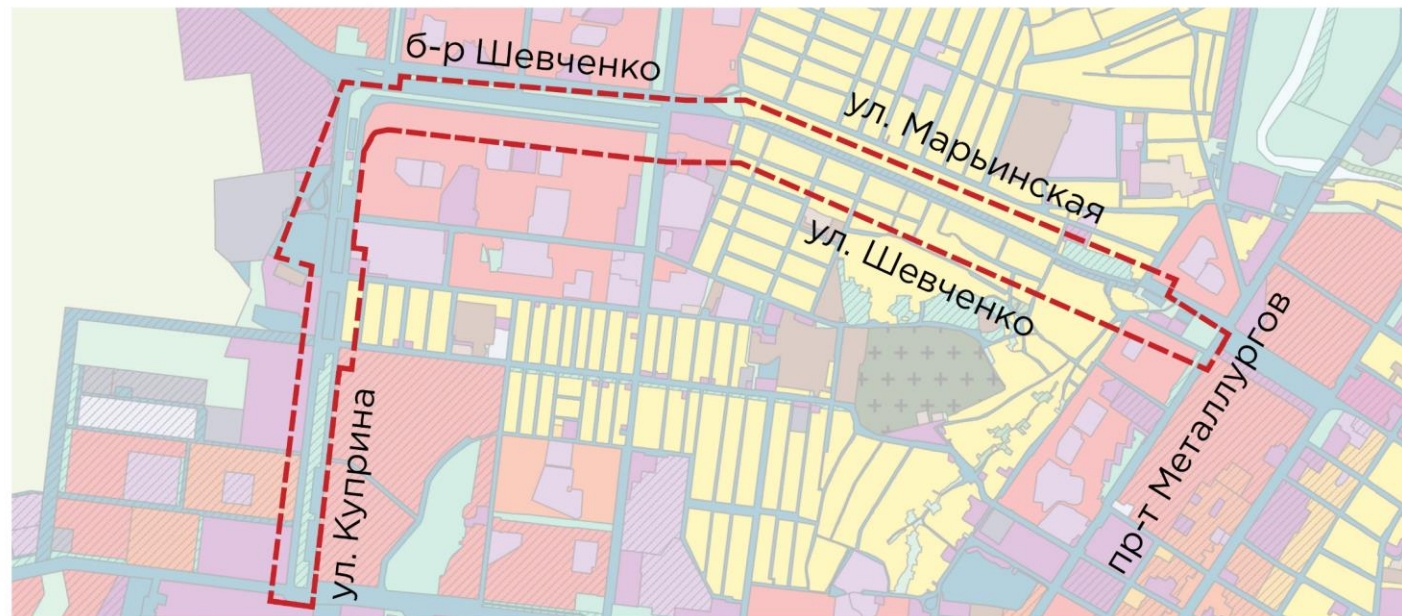 б-р Шевченко
ул. Марьинская
ул. Шевченко
пр-т Металлургов
ул. Куприна